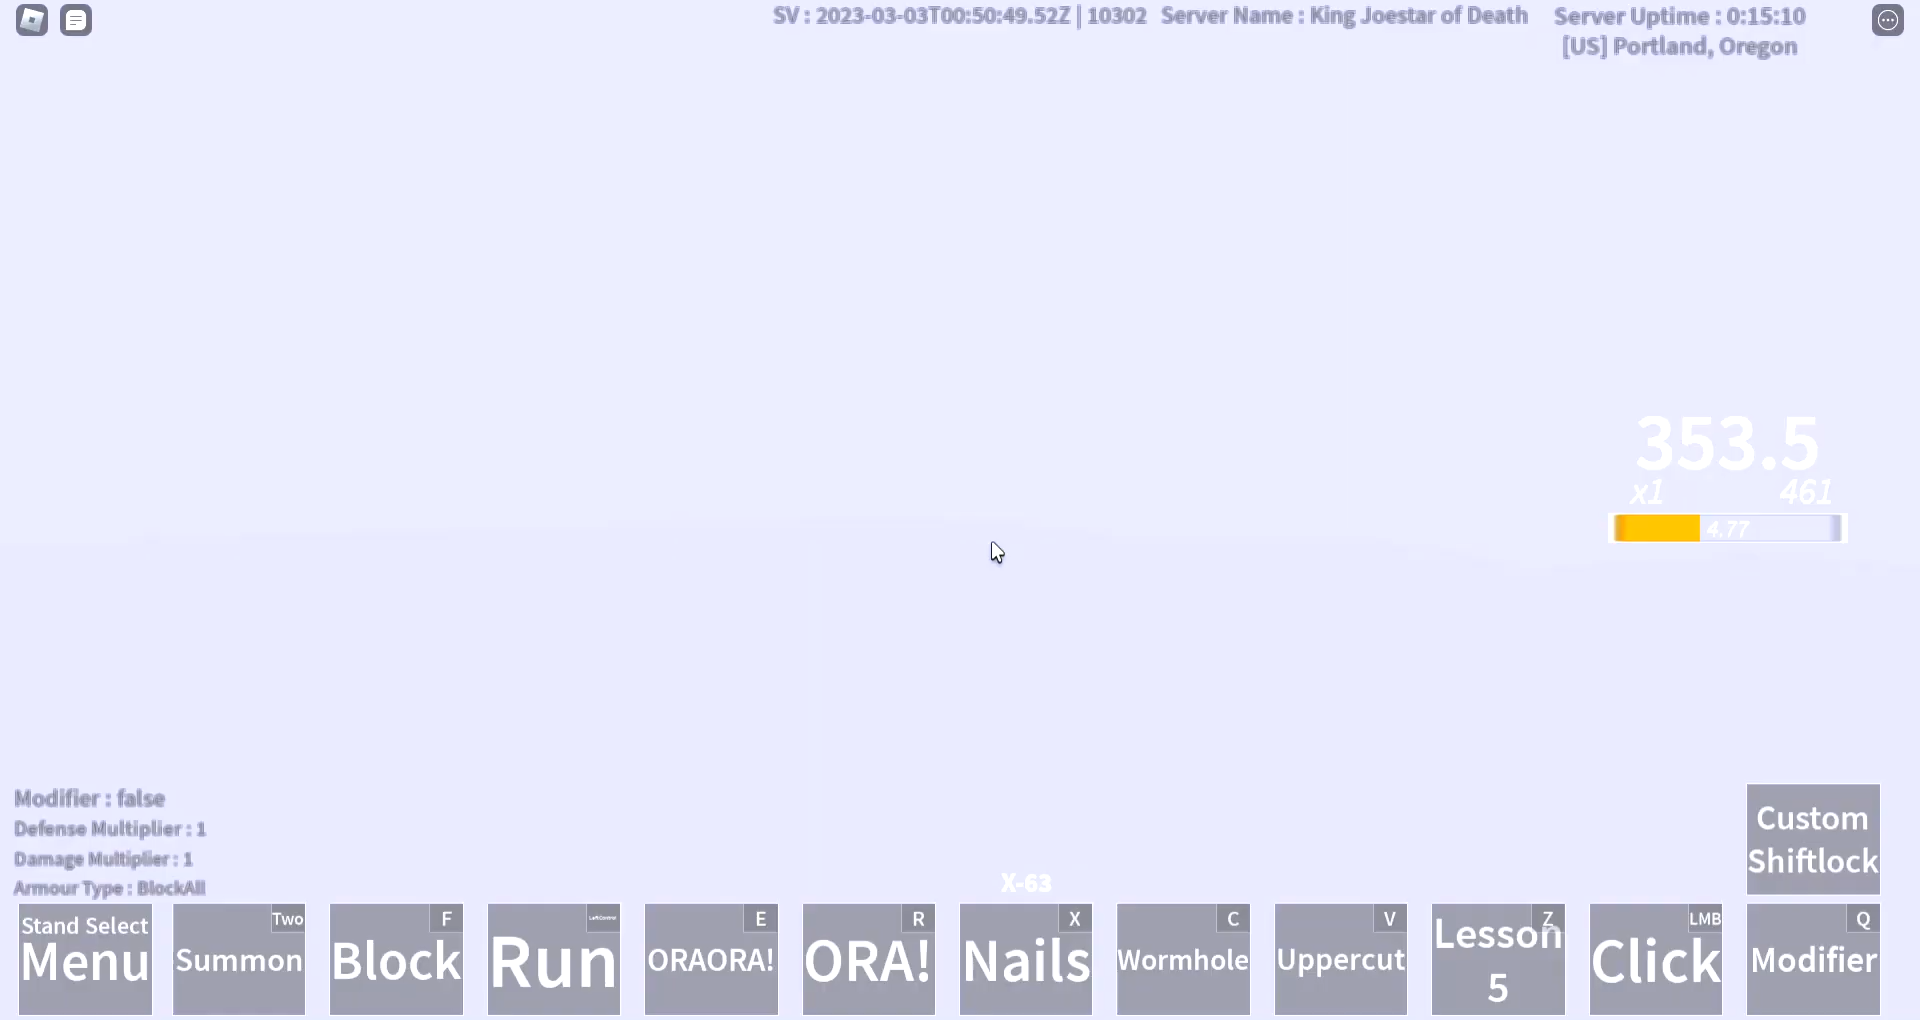 SV : 2023-03-03T00:50:49.52Z | 10302 Server Name : King Joestar of Death Server Uptime : 0:15:10
[US] Portland, Oregon
353.5
x1 461
4.77
Modifier : false
Defense Multiplier : 1
Damage Multiplier : 1
Armour Type : BlockAll
Custom
Shiftlock
X-63
Stand Select
Menu
Two
Summon
F
Block
LeftControl
Run
E
ORAORA!
R
ORA!
X
Nails
C
Wormhole
V
Uppercut
Z
Lesson
5
LMB
Click
Q
Modifier